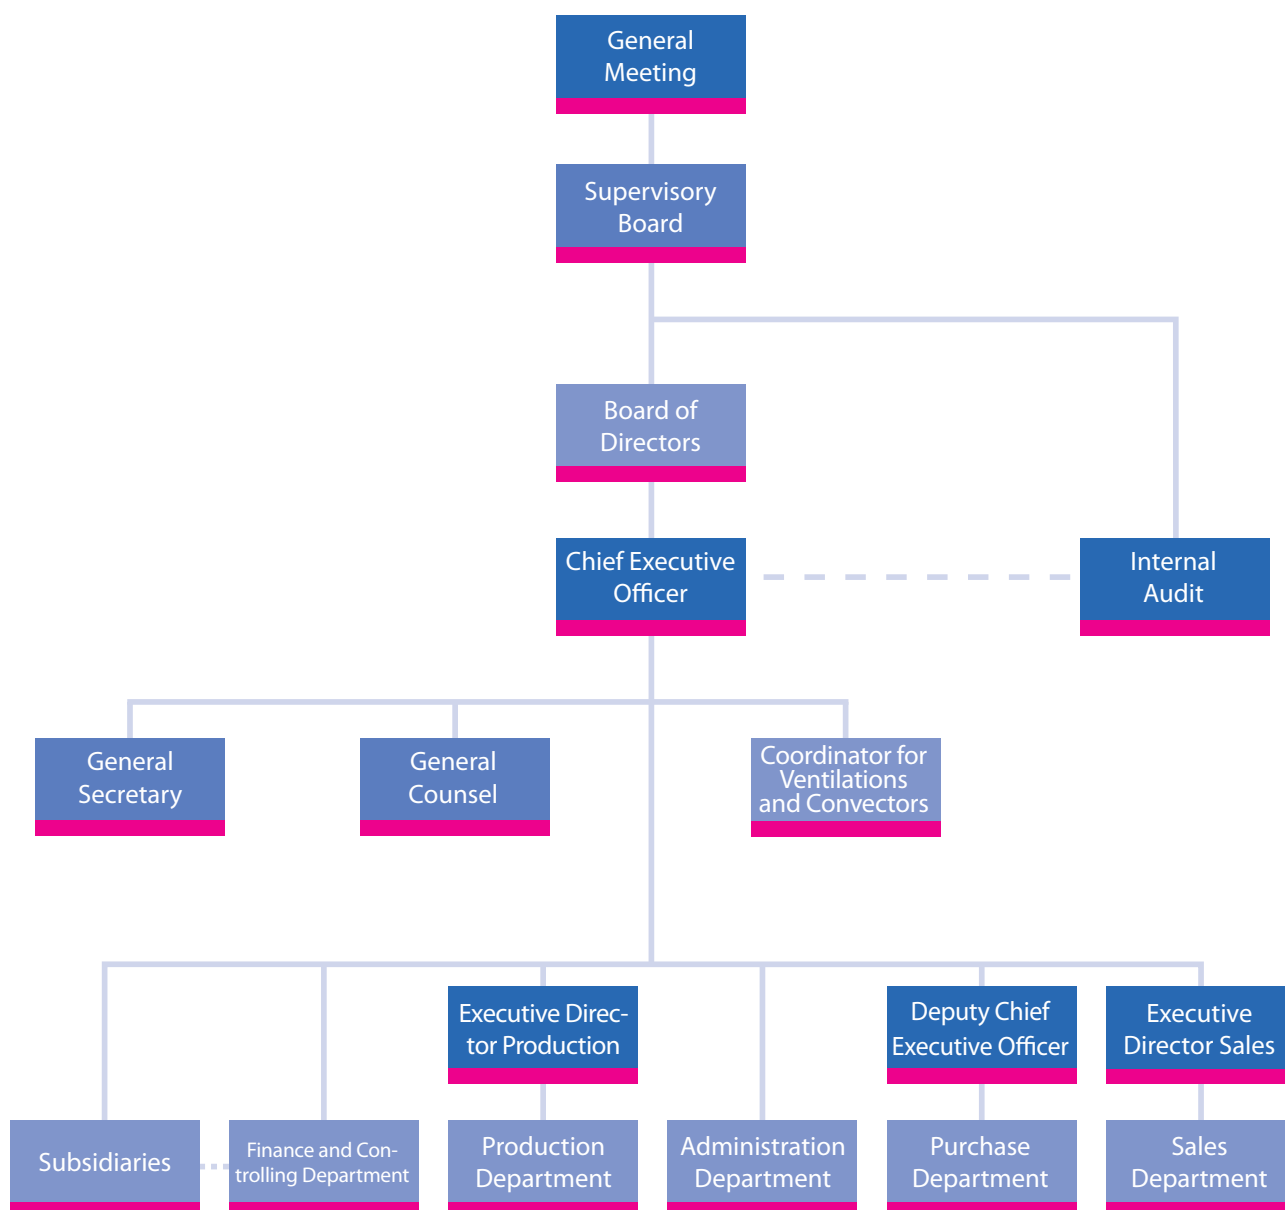 General
Meeting
Supervisory
Board
Board of
Directors
Chief Executive
Officer
Internal
Audit
General
Secretary
General
Counsel
Coordinator for
Ventilations
and Convectors
Executive Direc-
tor Production
Deputy Chief
Executive Officer
Executive
Director Sales
Subsidiaries
Finance and Con-
trolling Department
Production
Department
Administration
Department
Purchase
Department
Sales
Department